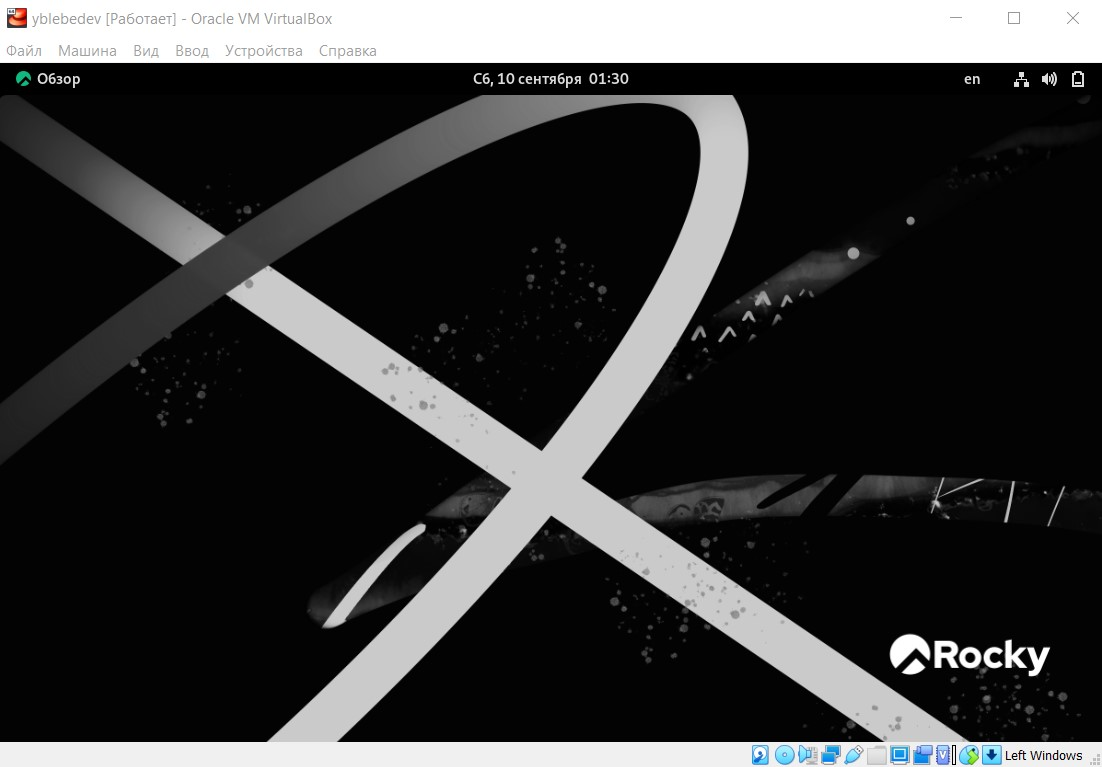 yblebedev [Работает] - Oracle VM VirtualBox
Файл Машина Вид Ввод Устройства Справка
Обзор Сб, 10 сентября 01:30 en
Rocky
Left Windows